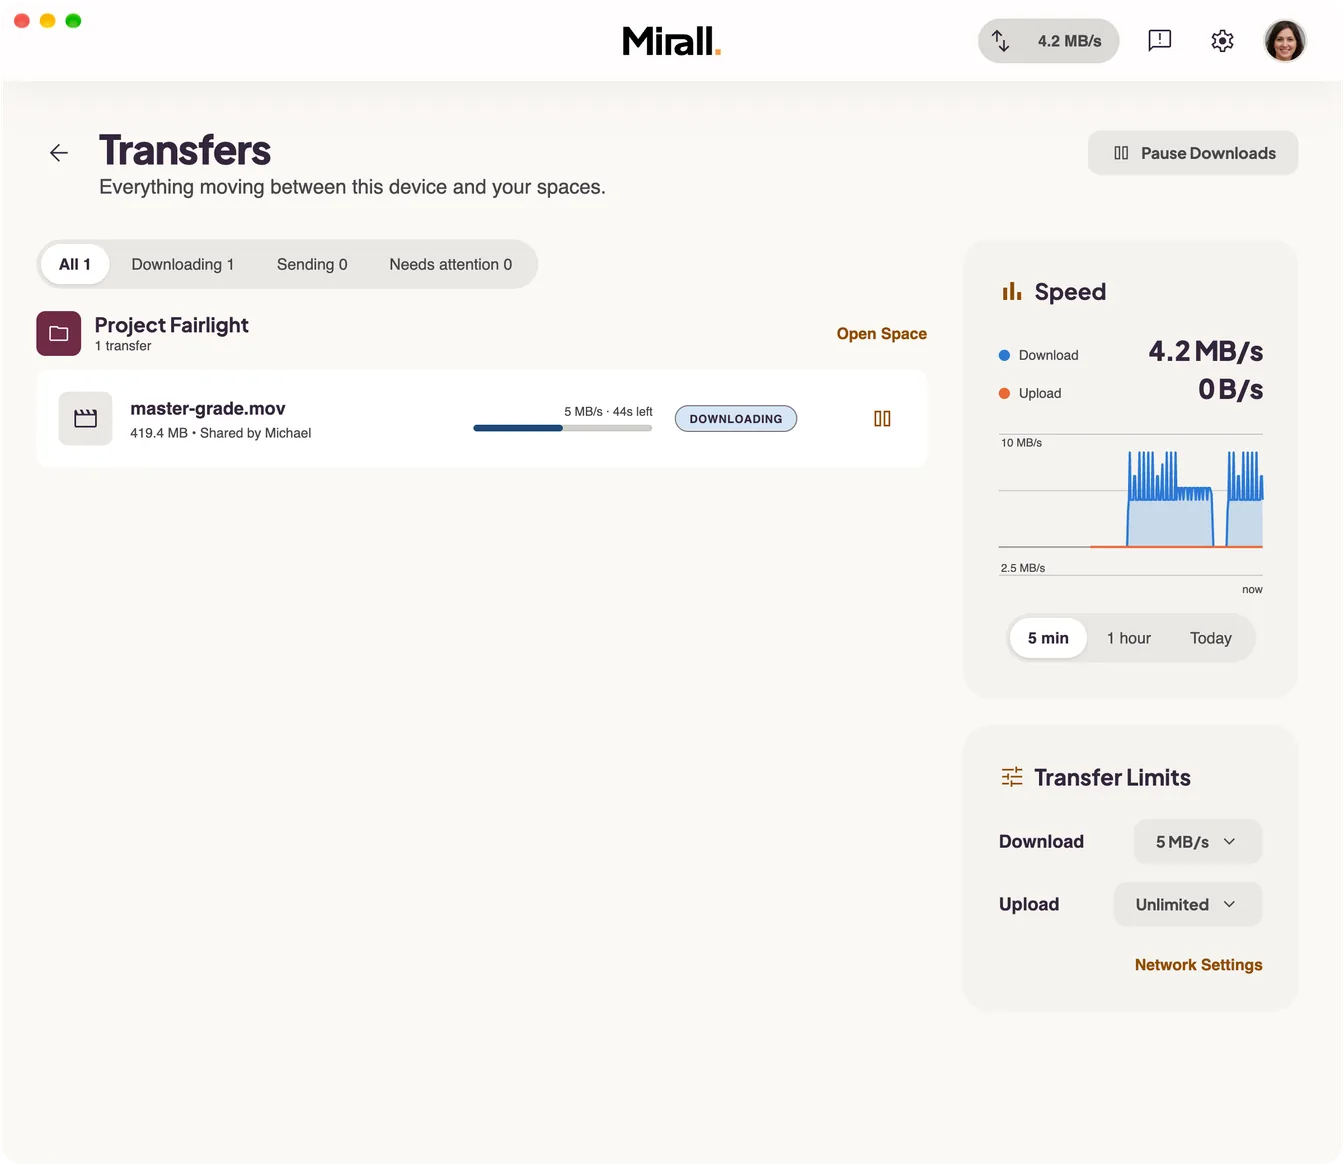 Mirall.
4.2 MB/s
Transfers
Everything moving between this device and your spaces.
Pause Downloads
All 1
Downloading 1
Sending 0
Needs attention 0
Project Fairlight
1 transfer
Open Space
master-grade.mov
419.4 MB • Shared by Michael
5 MB/s · 44s left
DOWNLOADING
Speed
Download
4.2 MB/s
Upload
0 B/s
10 MB/s
2.5 MB/s
now
5 min
1 hour
Today
Transfer Limits
Download
5 MB/s
Upload
Unlimited
Network Settings